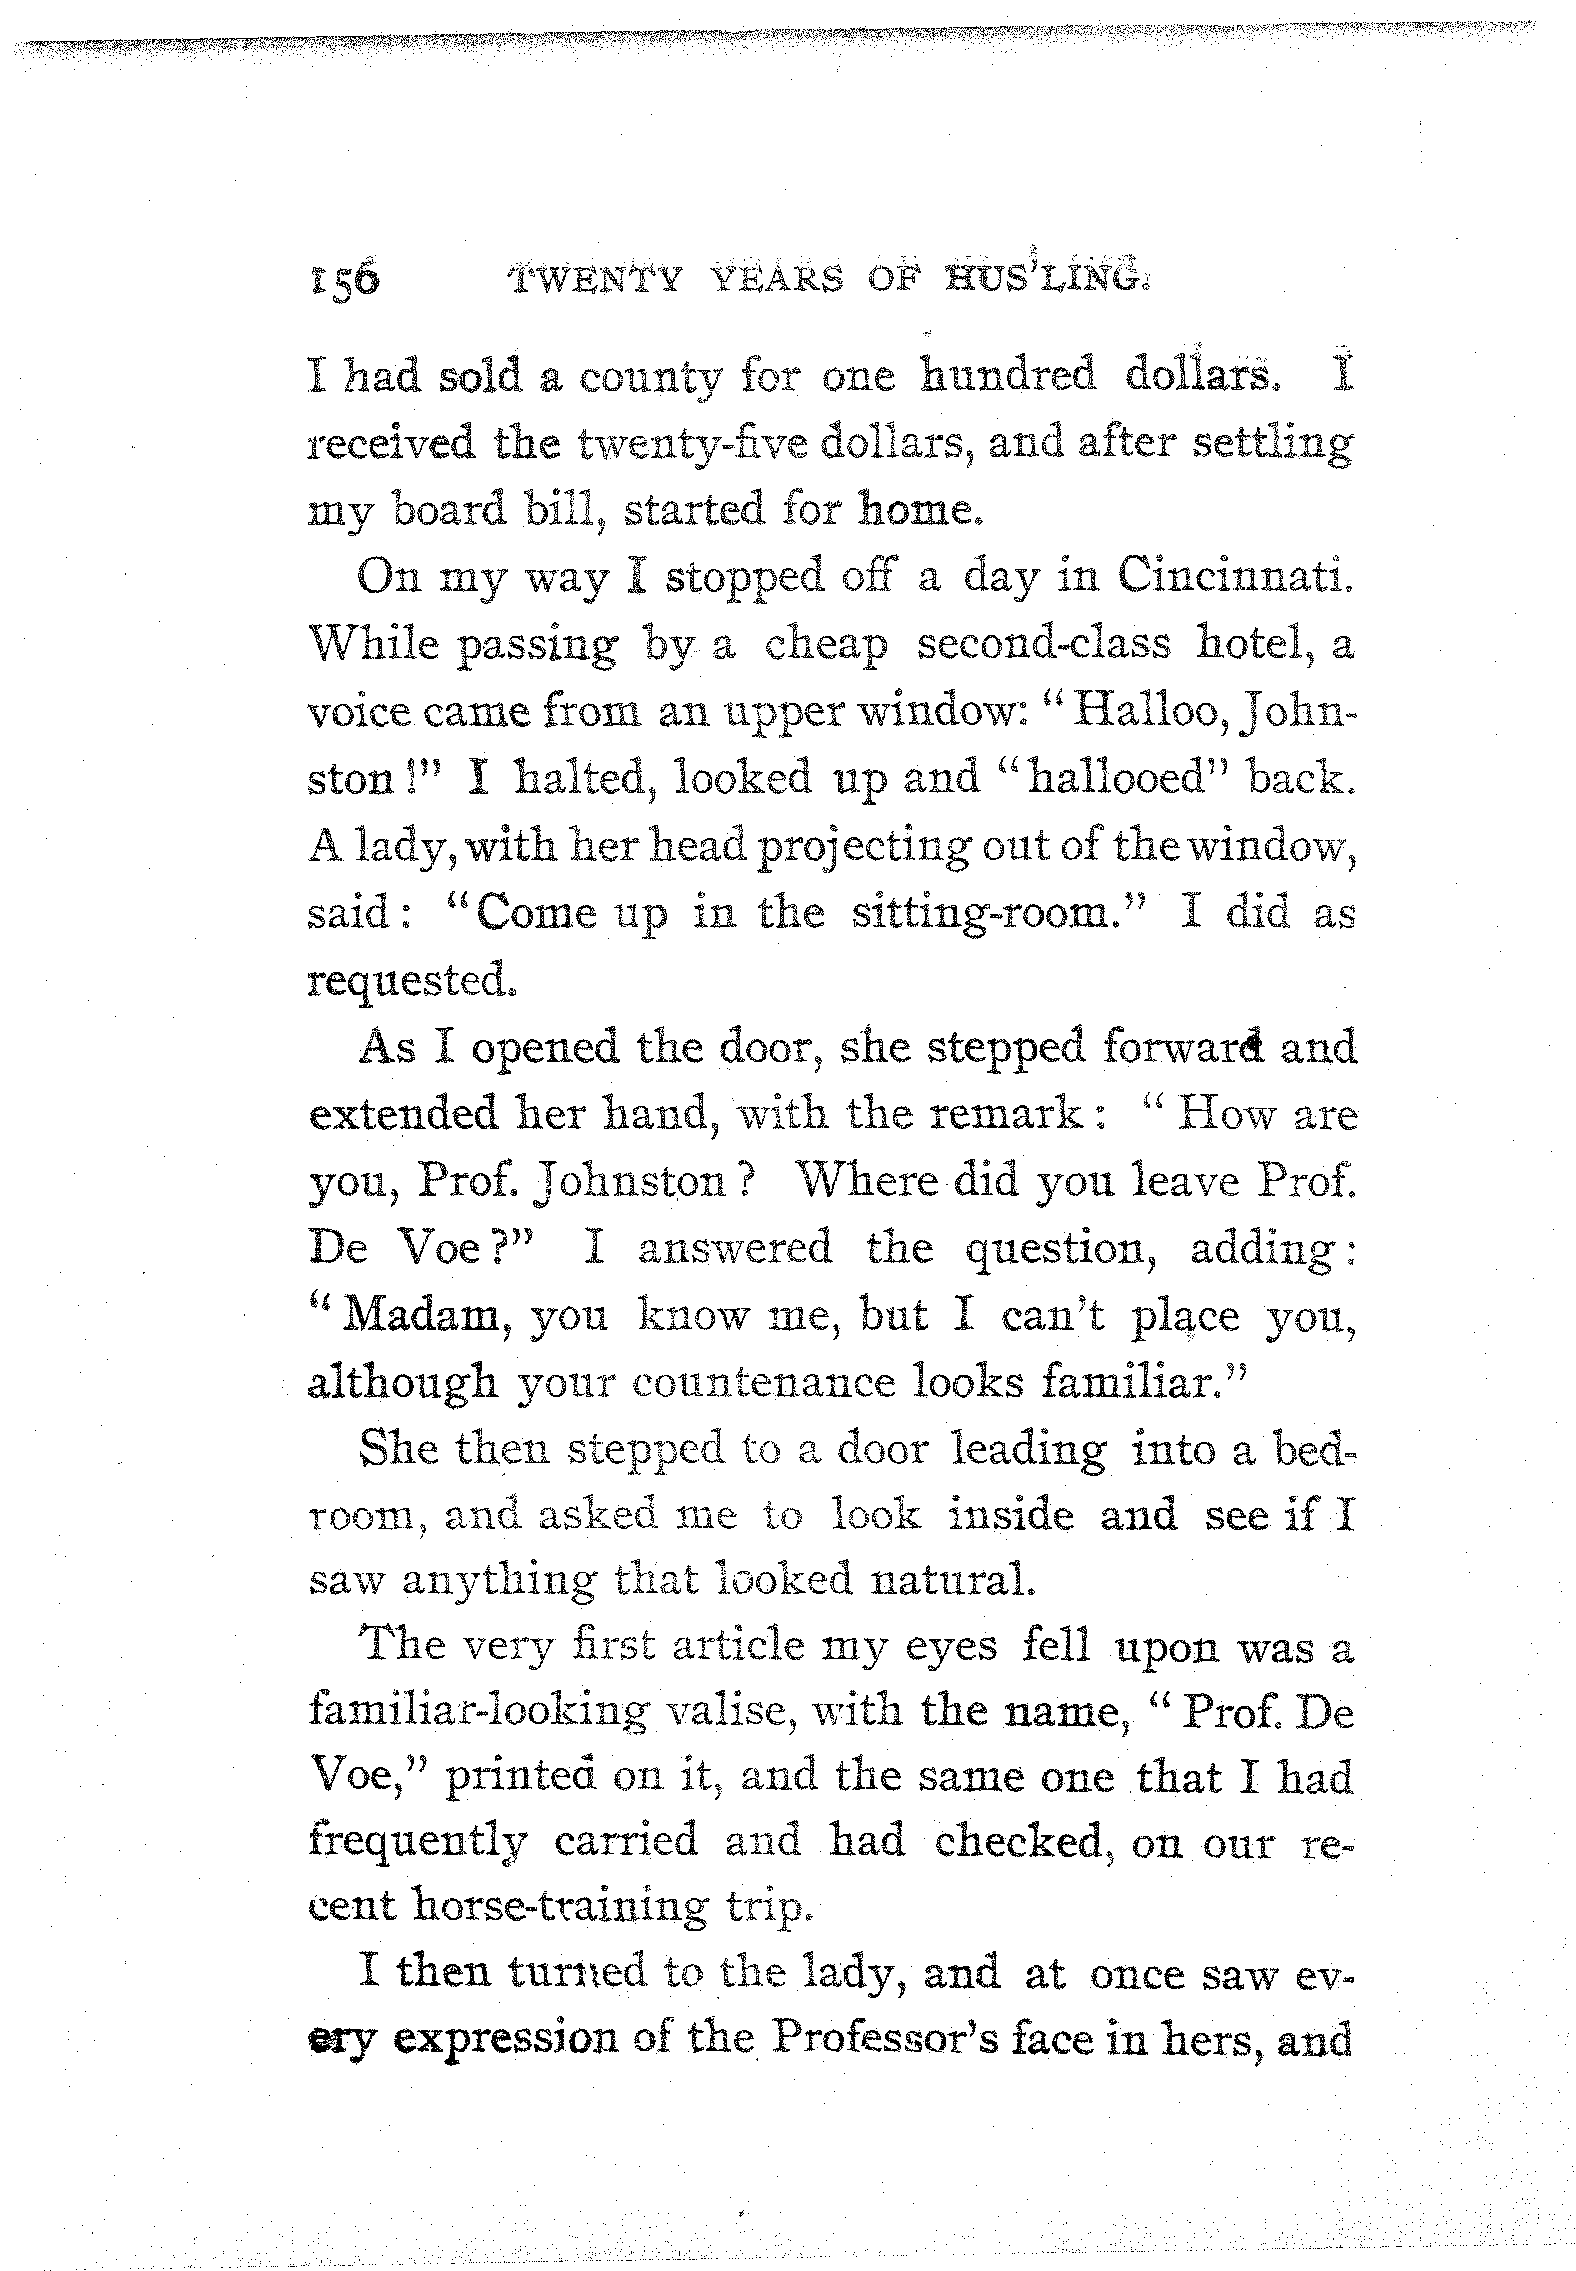 156 TWENTY YEARS OF HUS'LING.
I had sold a county for one hundred dollars. I
received the twenty-five dollars, and after settling
my board bill, started for home.
On my way I stopped off a day in Cincinnati.
While passing by a cheap second-class hotel, a
voice came from an upper window: "Halloo, John-
ston!" I halted, looked up and "hallooed" back.
A lady, with her head projecting out of the window,
said: "Come up in the sitting-room." I did as
requested.
As I opened the door, she stepped forward and
extended her hand, with the remark: "How are
you, Prof. Johnston? Where did you leave Prof.
De Voe?" I answered the question, adding:
"Madam, you know me, but I can't place you,
although your countenance looks familiar."
She then stepped to a door leading into a bed-
room, and asked me to look inside and see if I
saw anything that looked natural.
The very first article my eyes fell upon was a
familiar-looking valise, with the name, "Prof. De
Voe," printed on it, and the same one that I had
frequently carried and had checked, on our re-
cent horse-training trip.
I then turned to the lady, and at once saw ev-
ery expression of the Professor's face in hers, and